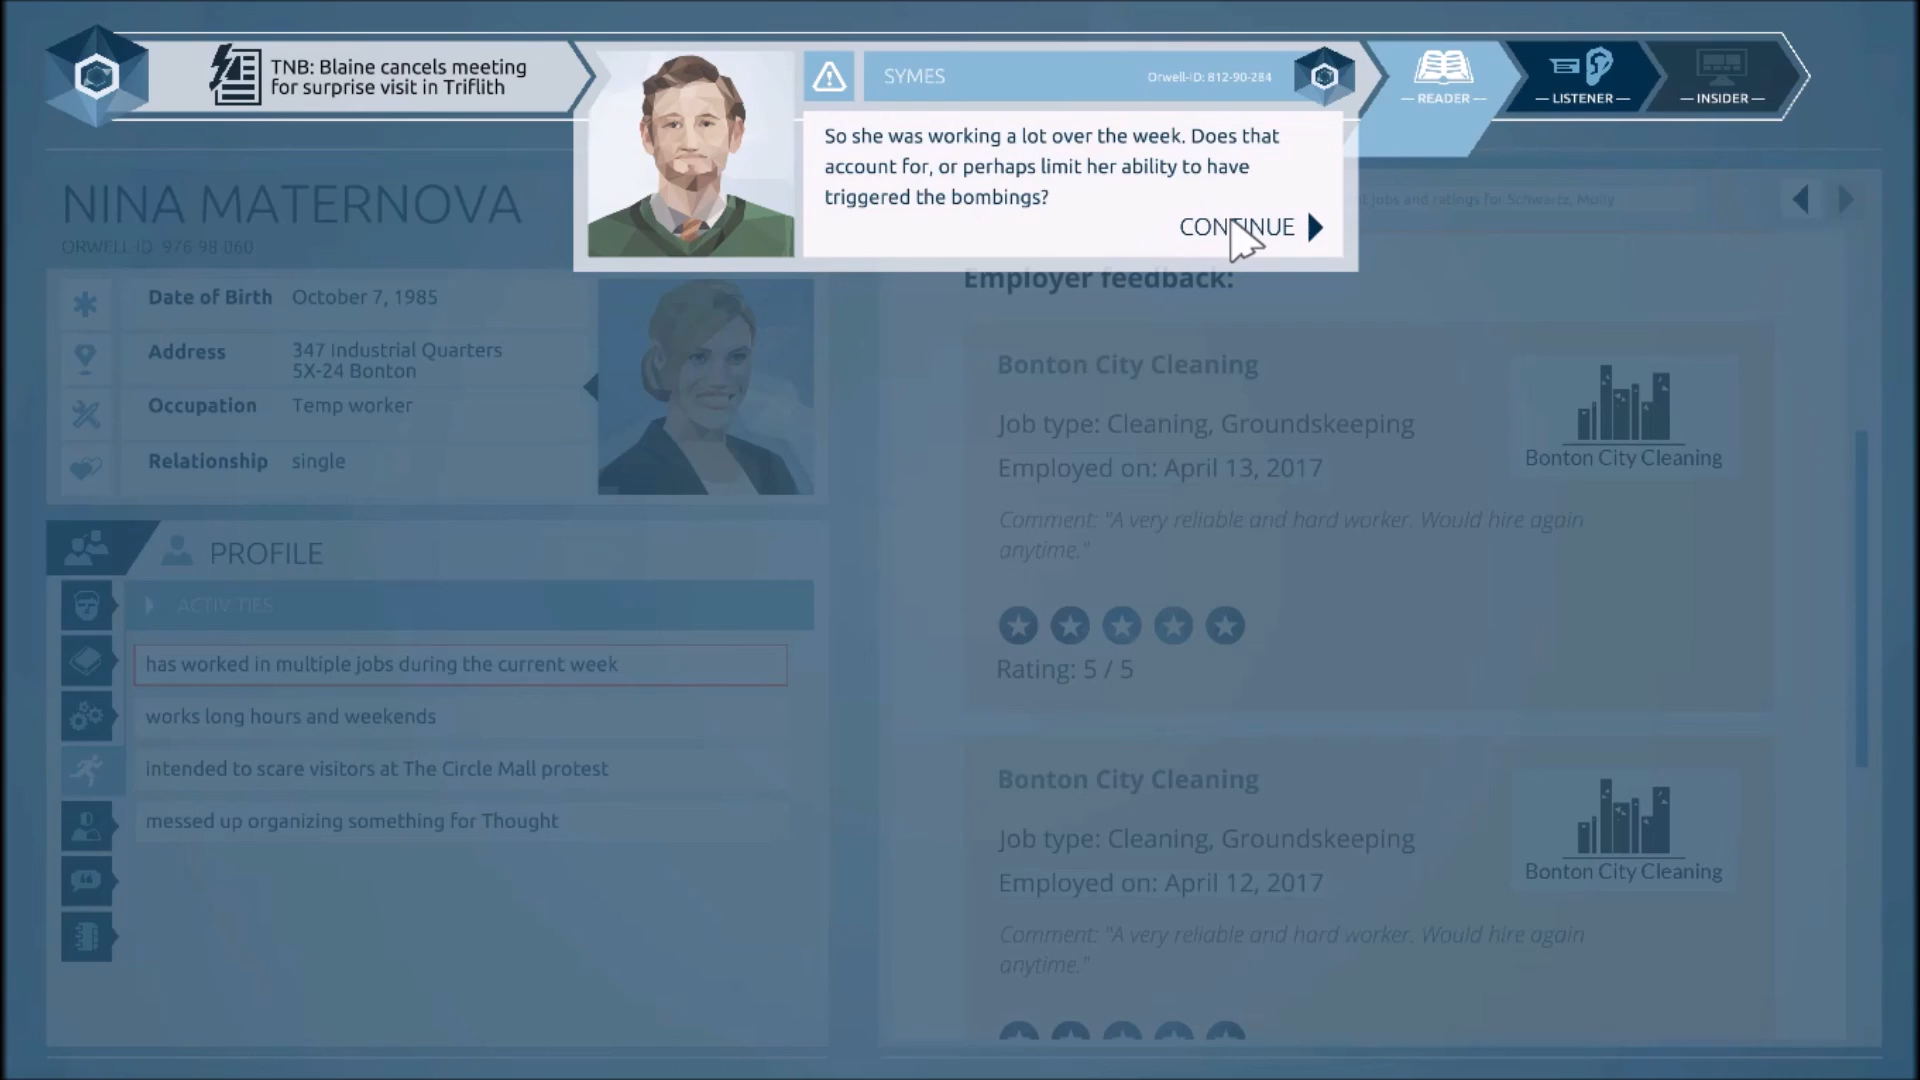 TNB: Blaine cancels meeting
for surprise visit in Triflith
SYMES
Orwell-ID: 812-90-284
So she was working a lot over the week. Does that
account for, or perhaps limit her ability to have
triggered the bombings?
CONTINUE
— READER —
— LISTENER —
— INSIDER —
NINA MATERNOVA
ORWELL-ID: 976-98-060
Date of Birth October 7, 1985
Address 347 Industrial Quarters
5X-24 Bonton
Occupation Temp worker
Relationship single
PROFILE
ACTIVITIES
has worked in multiple jobs during the current week
works long hours and weekends
intended to scare visitors at The Circle Mall protest
messed up organizing something for Thought
jobs and ratings for Schwartz, Molly
Employer feedback:
Bonton City Cleaning
Job type: Cleaning, Groundskeeping
Employed on: April 13, 2017
Comment: "A very reliable and hard worker. Would hire again
anytime."
Rating: 5 / 5
Bonton City Cleaning
Bonton City Cleaning
Job type: Cleaning, Groundskeeping
Employed on: April 12, 2017
Comment: "A very reliable and hard worker. Would hire again
anytime."
Bonton City Cleaning